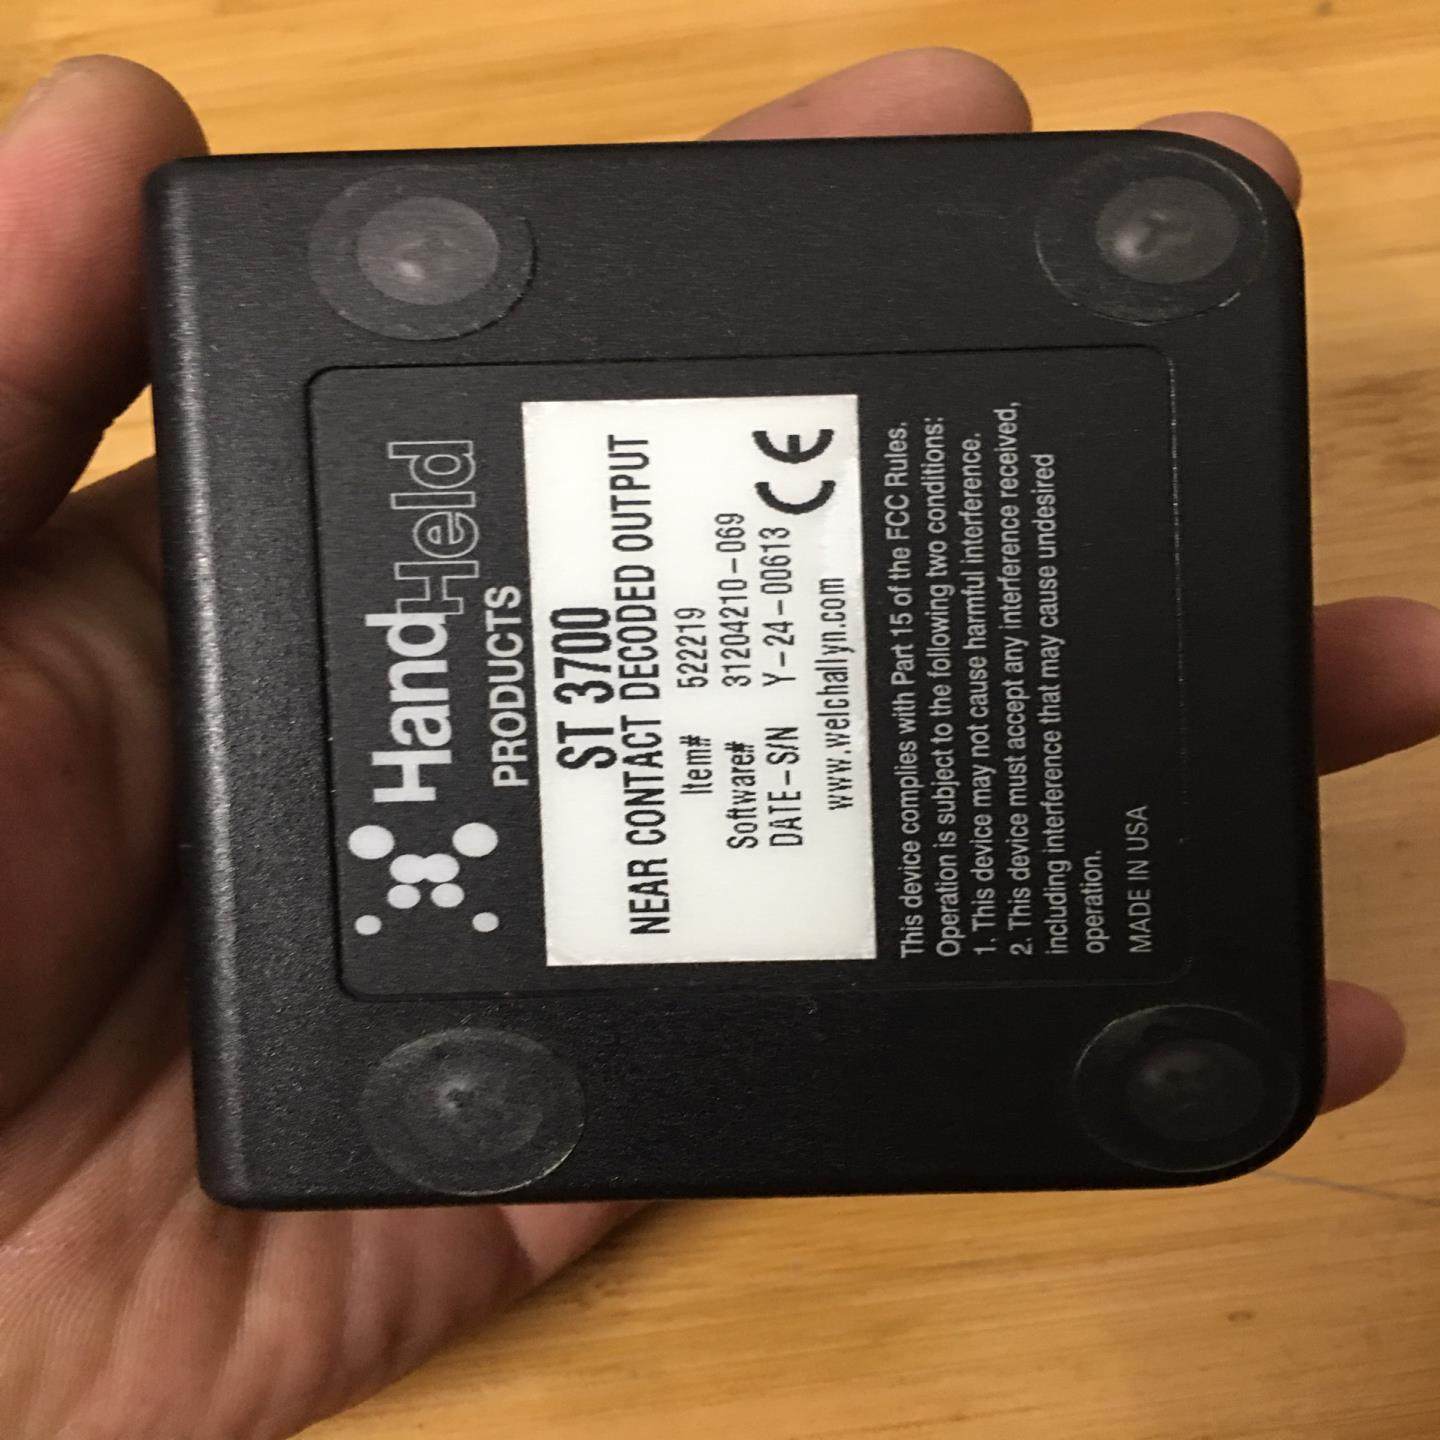 HandHeld
PRODUCTS
ST 3700
NEAR CONTACT DECODED OUTPUT
Item# 522219
Software# 31204210-069
DATE-S/N Y-24-00613
www.welchallyn.com
CE
This device complies with Part 15 of the FCC Rules.
Operation is subject to the following two conditions:
1. This device may not cause harmful interference.
2. This device must accept any interference received,
including interference that may cause undesired
operation.
MADE IN USA